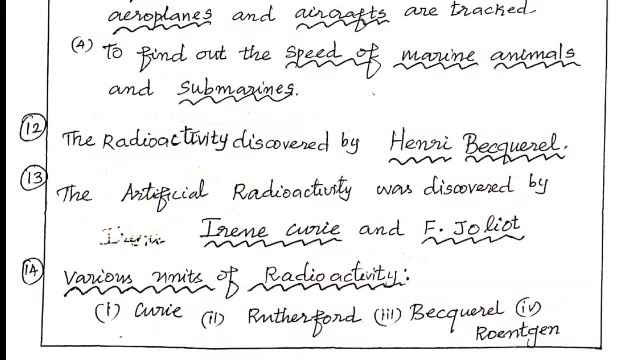 aeroplanes and aircrafts are tracked
(4) To find out the speed of marine animals
and submarines.
(12) The Radioactivity discovered by Henri Becquerel.
(13) The Artificial Radioactivity was discovered by
Irene curie and F. Joliot
(14) Various units of Radioactivity:
(i) Curie (ii) Rutherford (iii) Becquerel (iv)
Roentgen